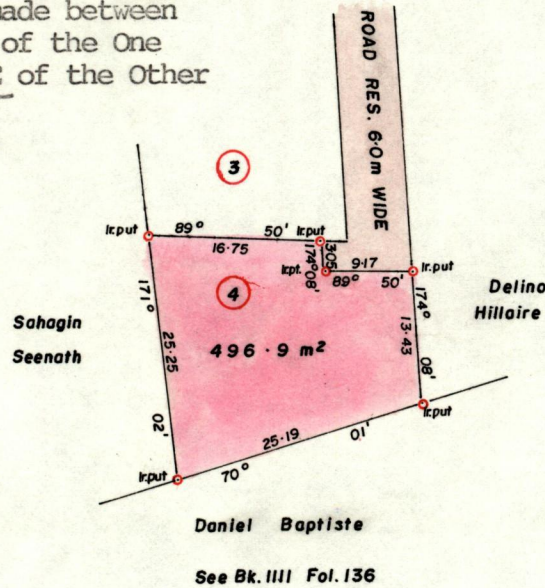 made between
of the One
of the Other
ROAD RES. 6·0m WIDE
3
Ir.put
89° 50'
16·75
Ir.put
3·05
174° 08'
Ir.pt.
9·17
89° 50'
Ir.put
4
171° 02'
25·25
496·9 m²
174° 08'
13·43
Delino
Hillaire
Sahagin
Seenath
Ir.put
25·19
70° 01'
Ir.put
Daniel Baptiste
See Bk. 1111 Fol. 136